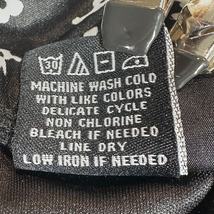 30
MACHINE WASH COLD
WITH LIKE COLORS
DELICATE CYCLE
NON CHLORINE
BLEACH IF NEEDED
LINE DRY
LOW IRON IF NEEDED